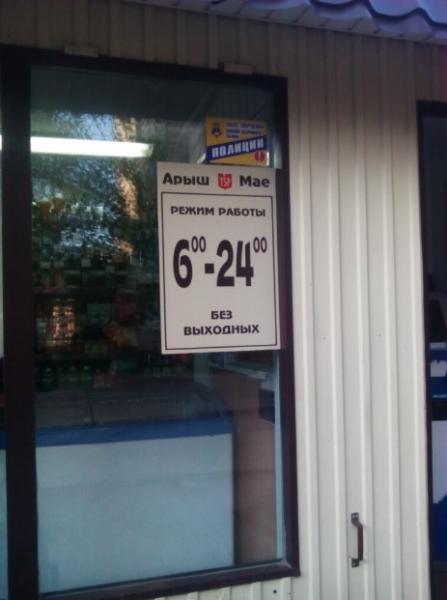 ПОЛИЦИИ
Арыш Мае
РЕЖИМ РАБОТЫ
6⁰⁰-24⁰⁰
БЕЗ
ВЫХОДНЫХ